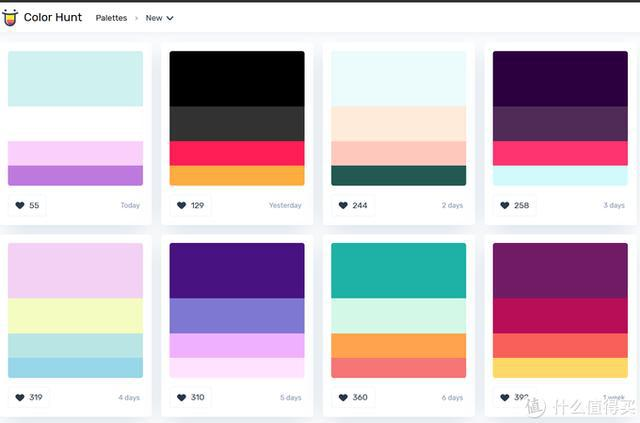 Color Hunt Palettes › New
55 Today
129 Yesterday
244 2 days
258 3 days
319 4 days
310 5 days
360 6 days
1 week
值 什么值得买